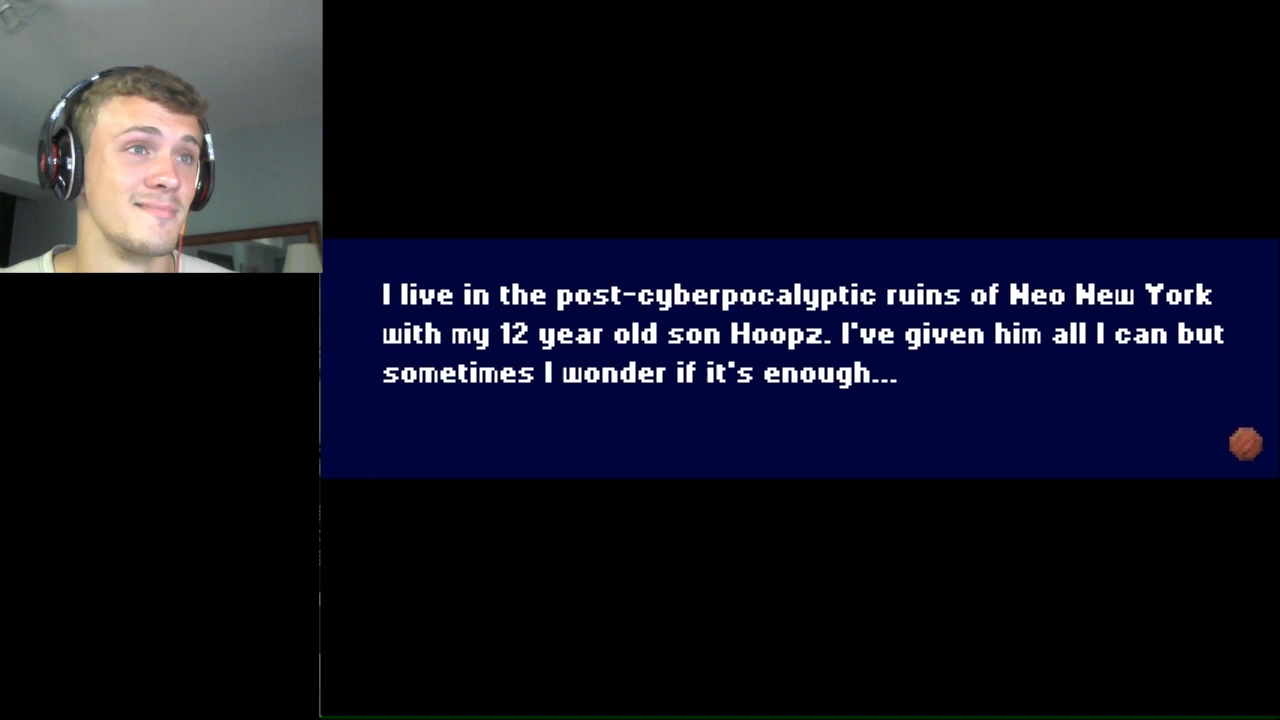 I live in the post-cyberpocalyptic ruins of Neo New York
with my 12 year old son Hoopz. I've given him all I can but
sometimes I wonder if it's enough...